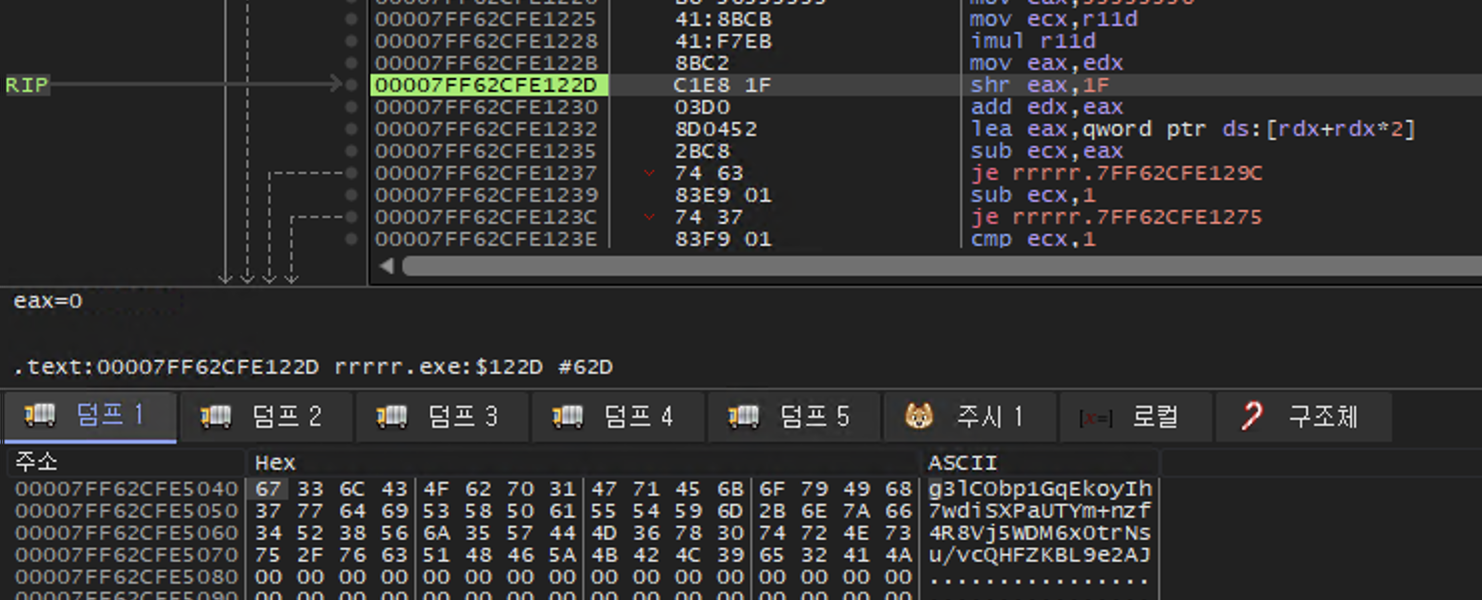 00007FF62CFE1225 41:8BCB mov ecx,r11d
00007FF62CFE1228 41:F7EB imul r11d
00007FF62CFE122B 8BC2 mov eax,edx
RIP 00007FF62CFE122D C1E8 1F shr eax,1F
00007FF62CFE1230 03D0 add edx,eax
00007FF62CFE1232 8D0452 lea eax,qword ptr ds:[rdx+rdx*2]
00007FF62CFE1235 2BC8 sub ecx,eax
00007FF62CFE1237 74 63 je rrrrr.7FF62CFE129C
00007FF62CFE1239 83E9 01 sub ecx,1
00007FF62CFE123C 74 37 je rrrrr.7FF62CFE1275
00007FF62CFE123E 83F9 01 cmp ecx,1
eax=0
.text:00007FF62CFE122D rrrrr.exe:$122D #62D
덤프 1 덤프 2 덤프 3 덤프 4 덤프 5 주시 1 [x=] 로컬 구조체
주소 Hex ASCII
00007FF62CFE5040 67 33 6C 43 4F 62 70 31 47 71 45 6B 6F 79 49 68 g3lCObp1GqEkoyIh
00007FF62CFE5050 37 77 64 69 53 58 50 61 55 54 59 6D 2B 6E 7A 66 7wdiSXPaUTYm+nzf
00007FF62CFE5060 34 52 38 56 6A 35 57 44 4D 36 78 30 74 72 4E 73 4R8Vj5WDM6x0trNs
00007FF62CFE5070 75 2F 76 63 51 48 46 5A 4B 42 4C 39 65 32 41 4A u/vcQHFZKBL9e2AJ
00007FF62CFE5080 00 00 00 00 00 00 00 00 00 00 00 00 00 00 00 00 ................